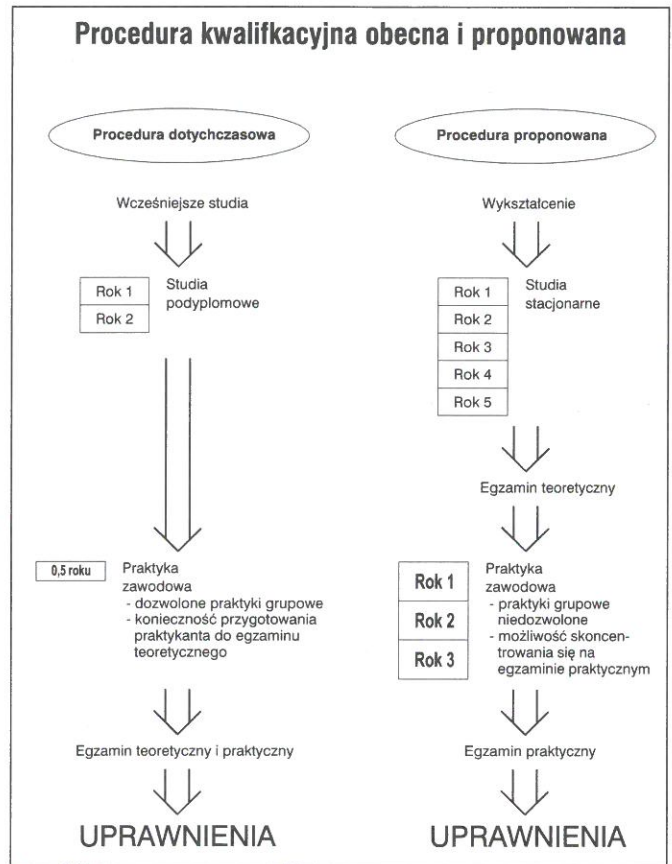 Procedura kwalifkacyjna obecna i proponowana
Procedura dotychczasowa
Wcześniejsze studia
Rok 1
Rok 2
Studia
podyplomowe
0,5 roku
Praktyka
zawodowa
- dozwolone praktyki grupowe
- konieczność przygotowania
praktykanta do egzaminu
teoretycznego
Egzamin teoretyczny i praktyczny
UPRAWNIENIA
Procedura proponowana
Wykształcenie
Rok 1
Rok 2
Rok 3
Rok 4
Rok 5
Studia
stacjonarne
Egzamin teoretyczny
Rok 1
Rok 2
Rok 3
Praktyka
zawodowa
- praktyki grupowe
niedozwolone
- możliwość skoncen-
trowania się na
egzaminie praktycznym
Egzamin praktyczny
UPRAWNIENIA